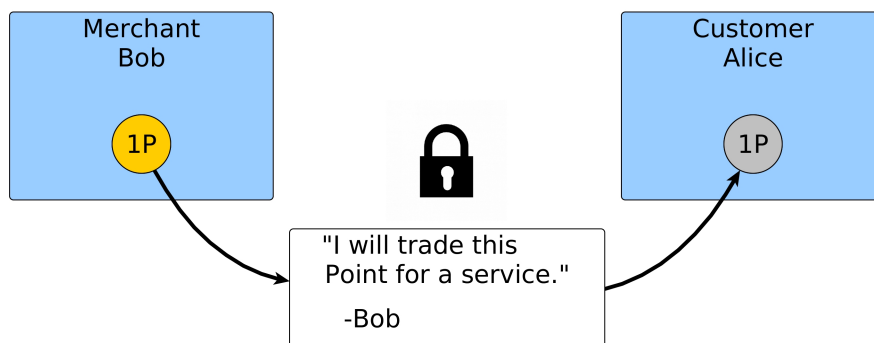 Merchant
Bob
1P
Customer
Alice
1P
"I will trade this
Point for a service."
-Bob